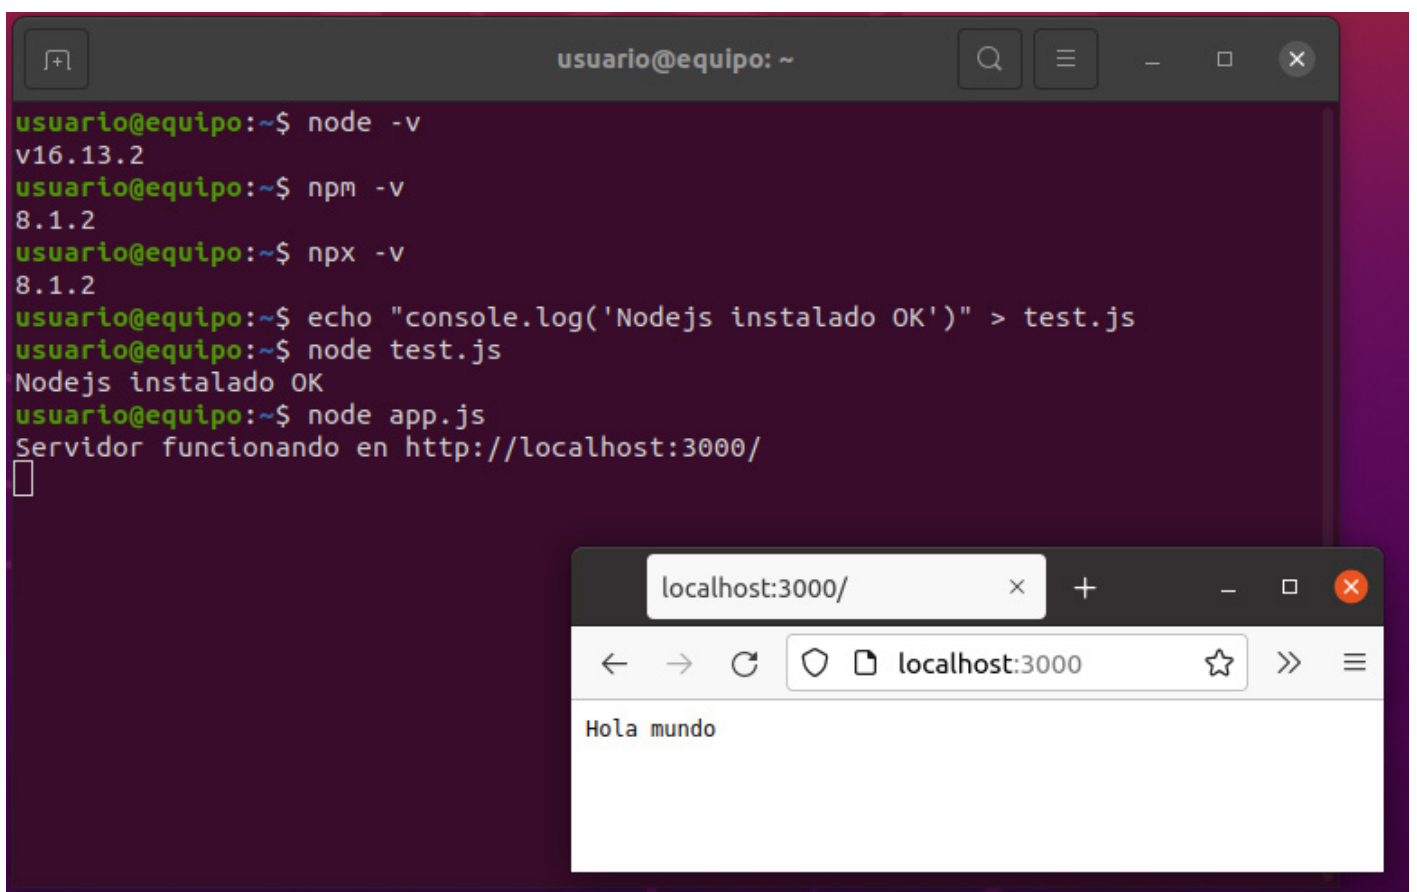 usuario@equipo: ~
usuario@equipo:~$ node -v
v16.13.2
usuario@equipo:~$ npm -v
8.1.2
usuario@equipo:~$ npx -v
8.1.2
usuario@equipo:~$ echo "console.log('Nodejs instalado OK')" > test.js
usuario@equipo:~$ node test.js
Nodejs instalado OK
usuario@equipo:~$ node app.js
Servidor funcionando en http://localhost:3000/
localhost:3000/
localhost:3000
Hola mundo